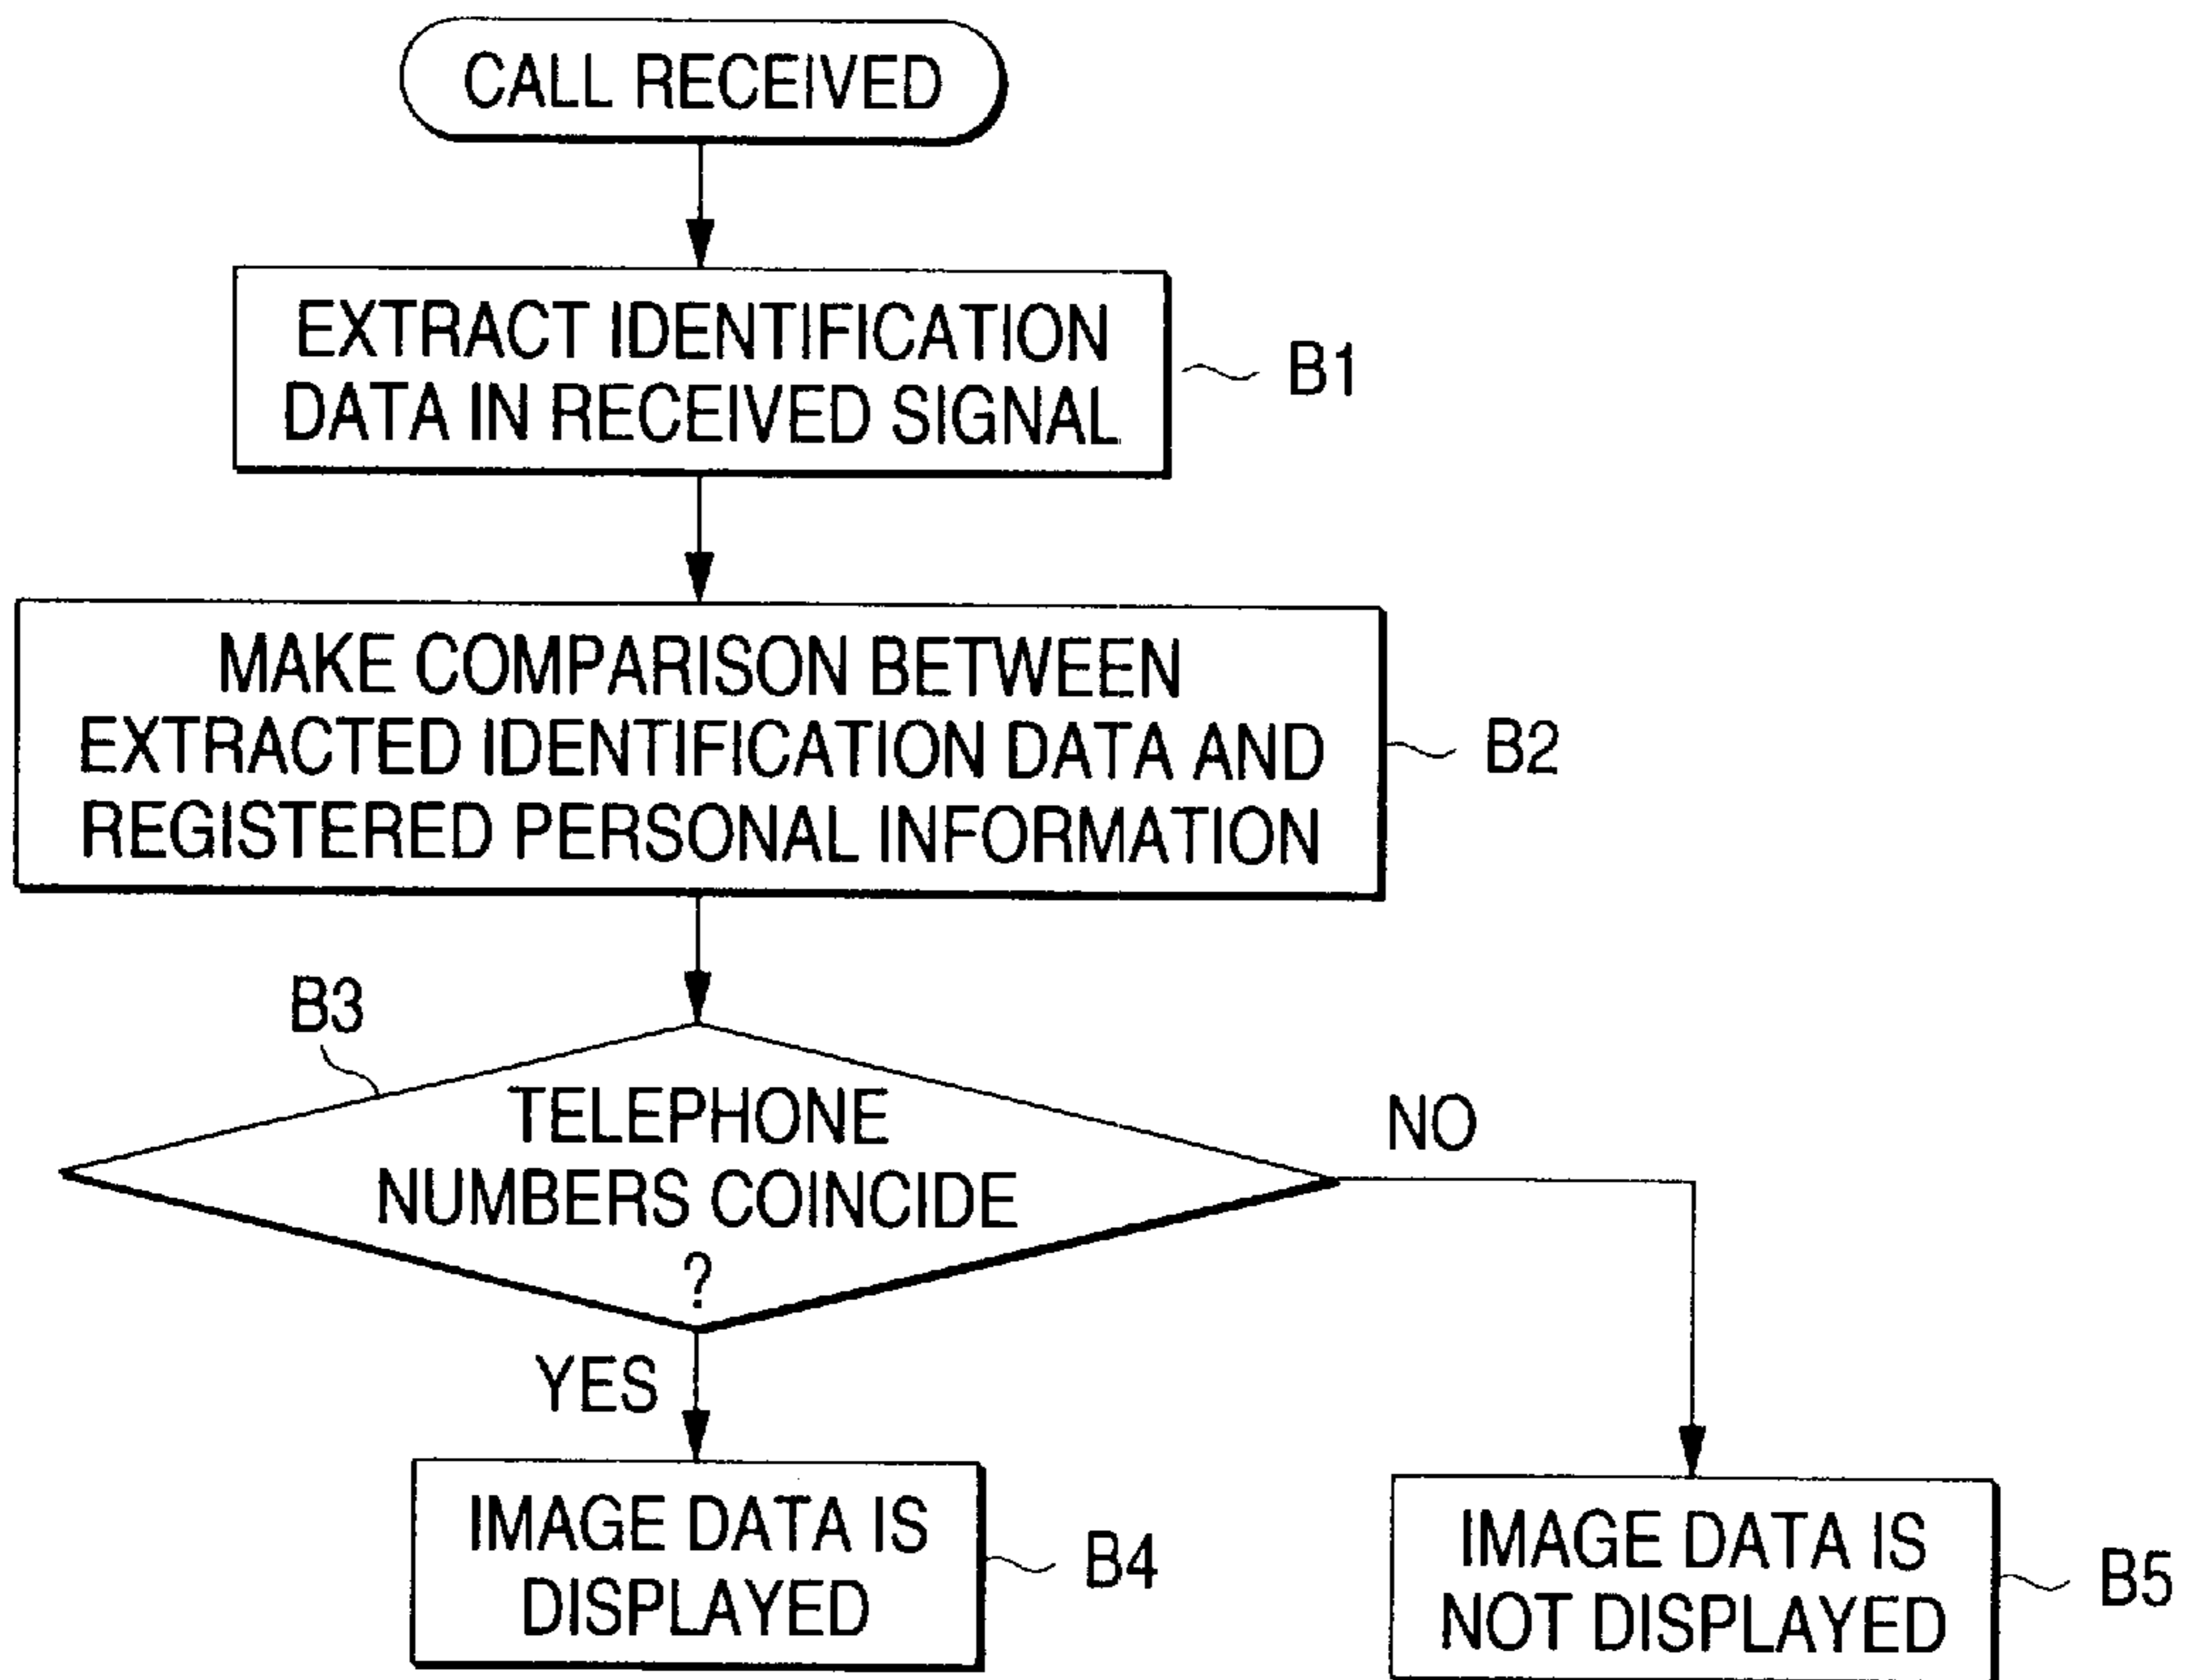 CALL RECEIVED
EXTRACT IDENTIFICATION
DATA IN RECEIVED SIGNAL
B1
MAKE COMPARISON BETWEEN
EXTRACTED IDENTIFICATION DATA AND
REGISTERED PERSONAL INFORMATION
B2
B3
TELEPHONE
NUMBERS COINCIDE
?
NO
YES
IMAGE DATA IS
DISPLAYED
B4
IMAGE DATA IS
NOT DISPLAYED
B5